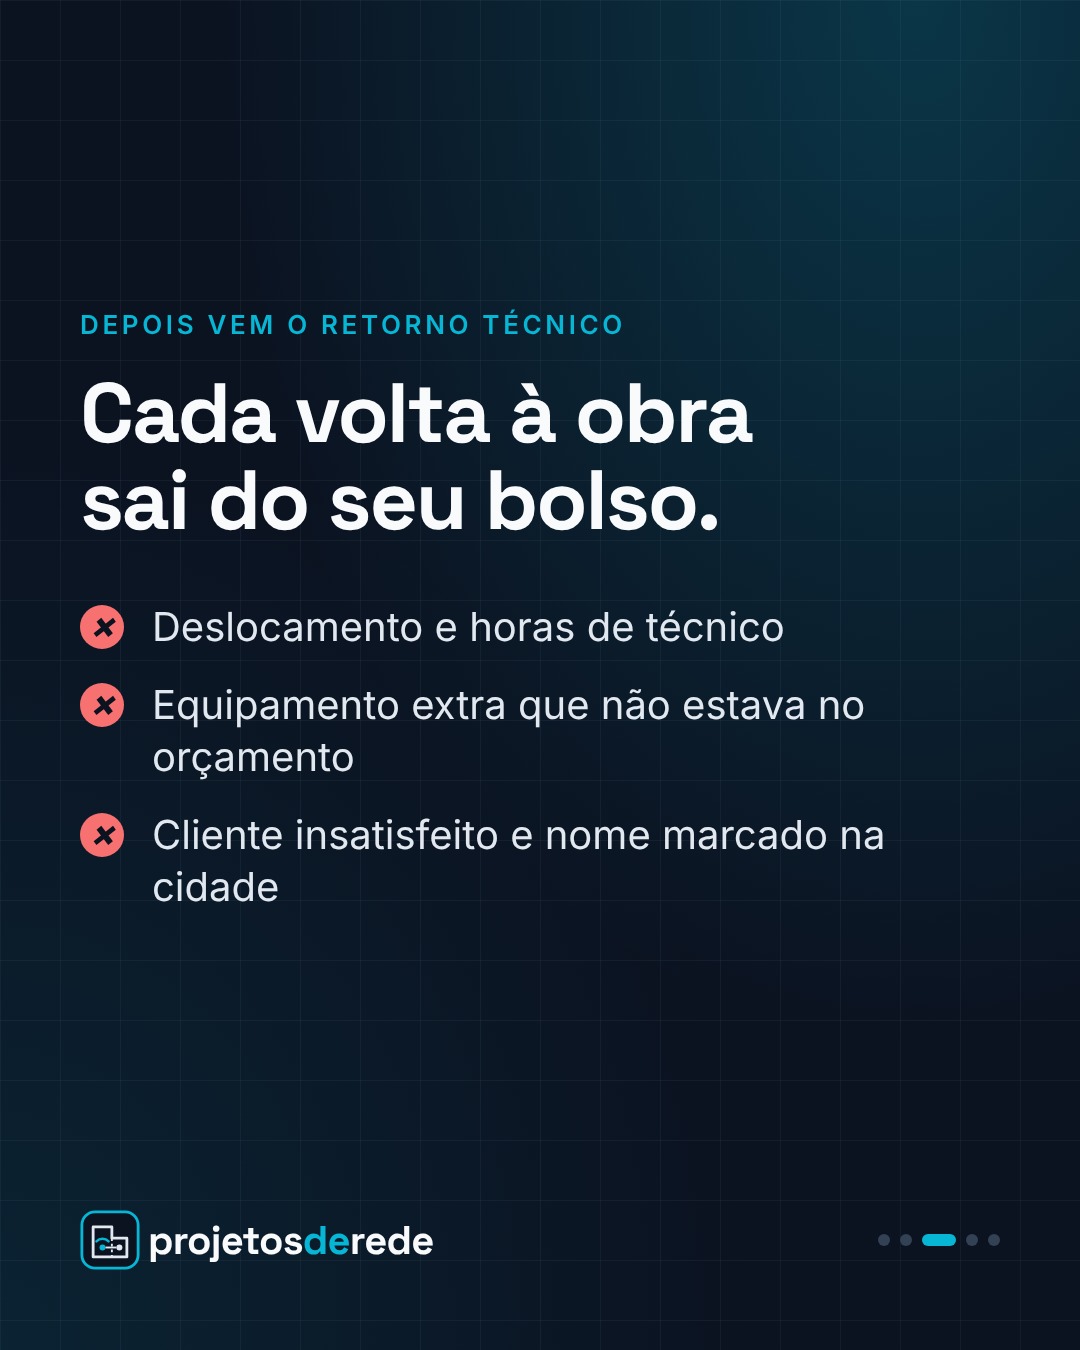 DEPOIS VEM O RETORNO TÉCNICO
Cada volta à obra
sai do seu bolso.
Deslocamento e horas de técnico
Equipamento extra que não estava no
orçamento
Cliente insatisfeito e nome marcado na
cidade
projetosderede